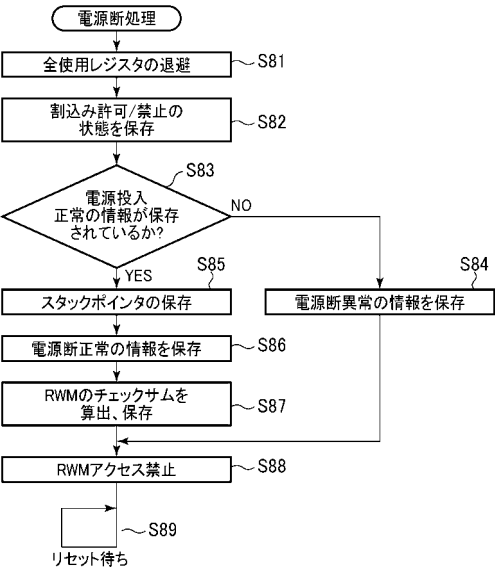 電源断処理
全使用レジスタの退避
S81
割込み許可/禁止の
状態を保存
S82
S83
電源投入
正常の情報が保存
されているか?
NO
YES
S85
スタックポインタの保存
S84
電源断異常の情報を保存
電源断正常の情報を保存
S86
RWMのチェックサムを
算出、保存
S87
RWMアクセス禁止
S88
S89
リセット待ち